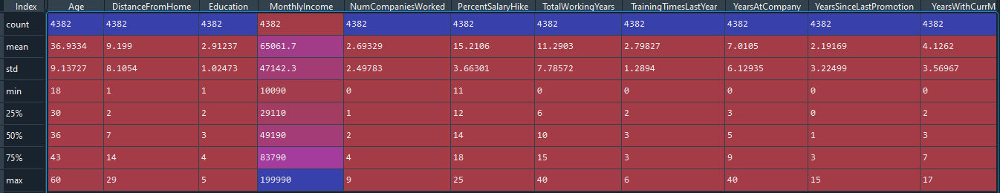 Index Age DistanceFromHome Education MonthlyIncome NumCompaniesWorked PercentSalaryHike TotalWorkingYears TrainingTimesLastYear YearsAtCompany YearsSinceLastPromotion YearsWithCurrM
count 4382 4382 4382 4382 4382 4382 4382 4382 4382 4382 4382
mean 36.9334 9.199 2.91237 65061.7 2.69329 15.2106 11.2903 2.79827 7.0105 2.19169 4.1262
std 9.13727 8.1054 1.02473 47142.3 2.49783 3.66301 7.78572 1.2894 6.12935 3.22499 3.56967
min 18 1 1 10090 0 11 0 0 0 0 0
25% 30 2 2 29110 1 12 6 2 3 0 2
50% 36 7 3 49190 2 14 10 3 5 1 3
75% 43 14 4 83790 4 18 15 3 9 3 7
max 60 29 5 199990 9 25 40 6 40 15 17